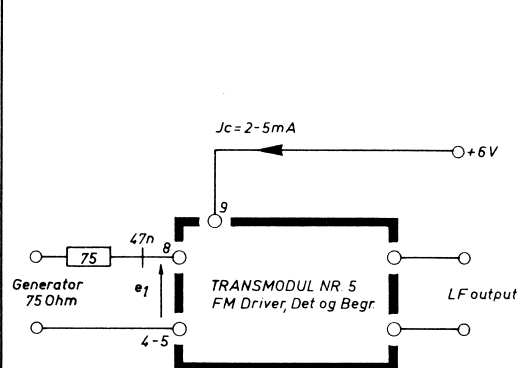 Jc = 2-5mA
+6V
9
47n
8
75
Generator
75 Ohm
e1
TRANSMODUL NR. 5
FM Driver, Det og Begr.
LF output
4-5